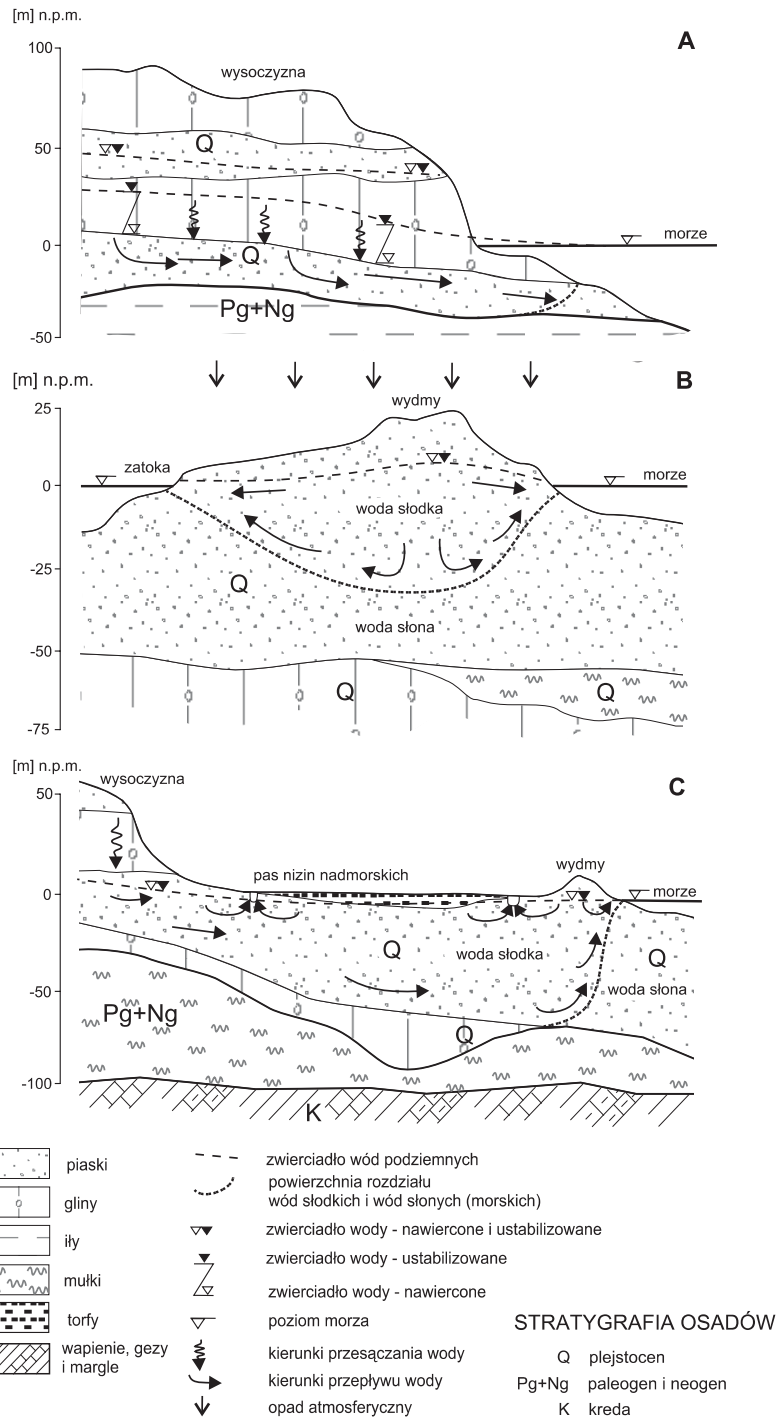 [m] n.p.m.
A
100
wysoczyzna
Q
50
morze
0
Q
Pg+Ng
-50
[m] n.p.m.
B
wydmy
25
zatoka
morze
0
woda słodka
-25
Q
woda słona
-50
Q
Q
-75
[m] n.p.m.
wysoczyzna
C
50
pas nizin nadmorskich
wydmy
morze
0
Q
woda słodka
Q
woda słona
-50
Pg+Ng
Q
-100
K
piaski
gliny
iły
mułki
torfy
wapienie, gezy
i margle
zwierciadło wód podziemnych
powierzchnia rozdziału
wód słodkich i wód słonych (morskich)
zwierciadło wody - nawiercone i ustabilizowane
zwierciadło wody - ustabilizowane
zwierciadło wody - nawiercone
poziom morza
kierunki przesączania wody
kierunki przepływu wody
opad atmosferyczny
STRATYGRAFIA OSADÓW
Q plejstocen
Pg+Ng paleogen i neogen
K kreda